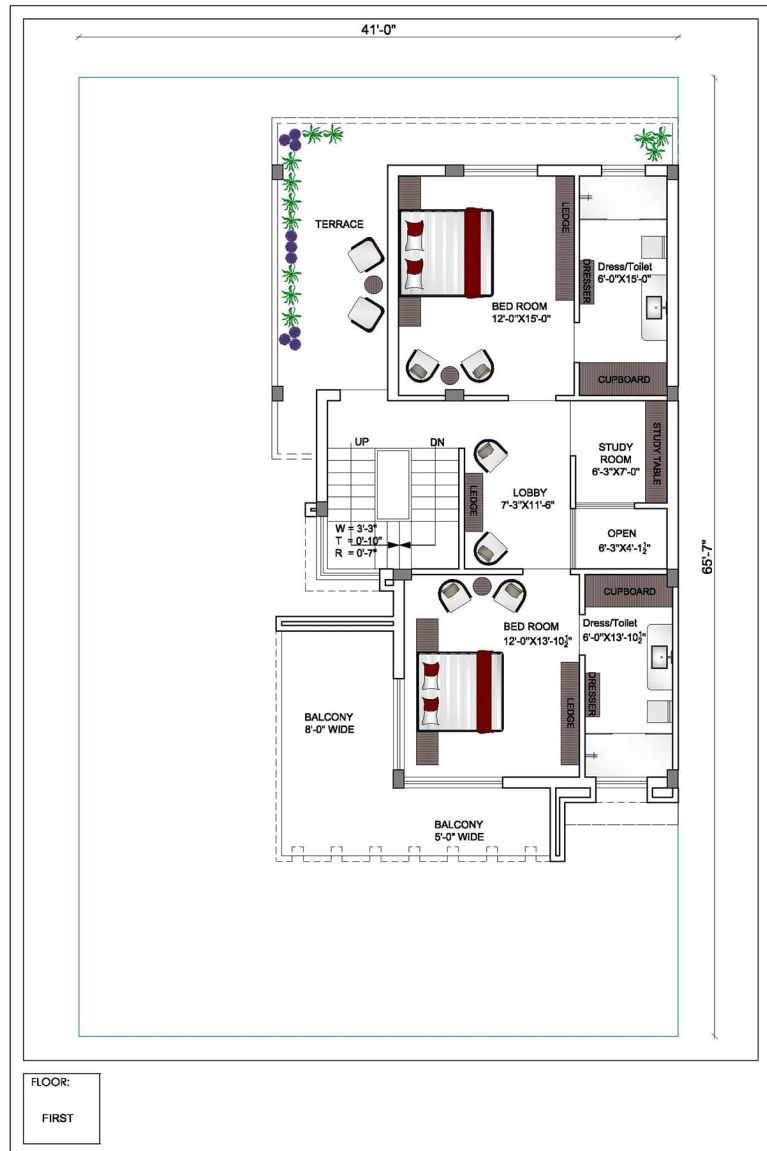 41'-0"
TERRACE
LEDGE
BED ROOM
12'-0"X15'-0"
Dress/Toilet
6'-0"X15'-0"
DRESSER
CUPBOARD
UP
DN
STUDY
ROOM
6'-3"X7'-0"
STUDY TABLE
LOBBY
7'-3"X11'-6"
LEDGE
W = 3'-3"
T = 0'-10"
R = 0'-7"
OPEN
6'-3"X4'-1½"
65'-7"
CUPBOARD
BED ROOM
12'-0"X13'-10½"
Dress/Toilet
6'-0"X13'-10½"
DRESSER
LEDGE
BALCONY
8'-0" WIDE
BALCONY
5'-0" WIDE
FLOOR:
FIRST